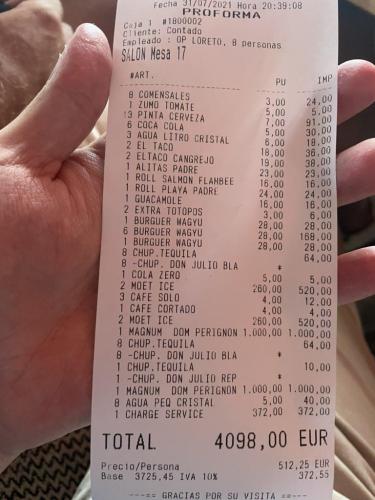 Fecha 31/07/2021 Hora 20:39:08
PROFORMA
Caja 1 #1800002
Cliente: Contado
Empleado : OP LORETO, 8 personas
SALON Mesa 17
#ART. PU IMP
8 COMENSALES 3,00 24,00
1 ZUMO TOMATE 5,00 5,00
13 PINTA CERVEZA 7,00 91,00
6 COCA COLA 5,00 30,00
3 AGUA LITRO CRISTAL 6,00 18,00
2 EL TACO 18,00 36,00
2 ELTACO CANGREJO 19,00 38,00
1 ALITAS PADRE 23,00 23,00
1 ROLL SALMON FLAHBEE 16,00 16,00
1 ROLL PLAYA PADRE 24,00 24,00
1 GUACAMOLE 16,00 16,00
2 EXTRA TOTOPOS 3,00 6,00
1 BURGUER WAGYU 28,00 28,00
6 BURGUER WAGYU 28,00 168,00
1 BURGUER WAGYU 28,00 28,00
8 CHUP.TEQUILA 64,00
8 -CHUP. DON JULIO BLA *
1 COLA ZERO 5,00 5,00
2 MOET ICE 260,00 520,00
3 CAFE SOLO 4,00 12,00
1 CAFE CORTADO 4,00 4,00
2 MOET ICE 260,00 520,00
1 MAGNUM DOM PERIGNON 1.000,00 1.000,00
8 CHUP.TEQUILA 64,00
8 -CHUP. DON JULIO BLA *
1 CHUP.TEQUILA 10,00
1 -CHUP. DON JULIO REP *
1 MAGNUM DOM PERIGNON 1.000,00 1.000,00
8 AGUA PEQ CRISTAL 5,00 40,00
1 CHARGE SERVICE 372,00 372,00
TOTAL 4098,00 EUR
Precio/Persona 512,25 EUR
Base 3725,45 IVA 10% 372,55
---== GRACIAS POR SU VISITA ==---